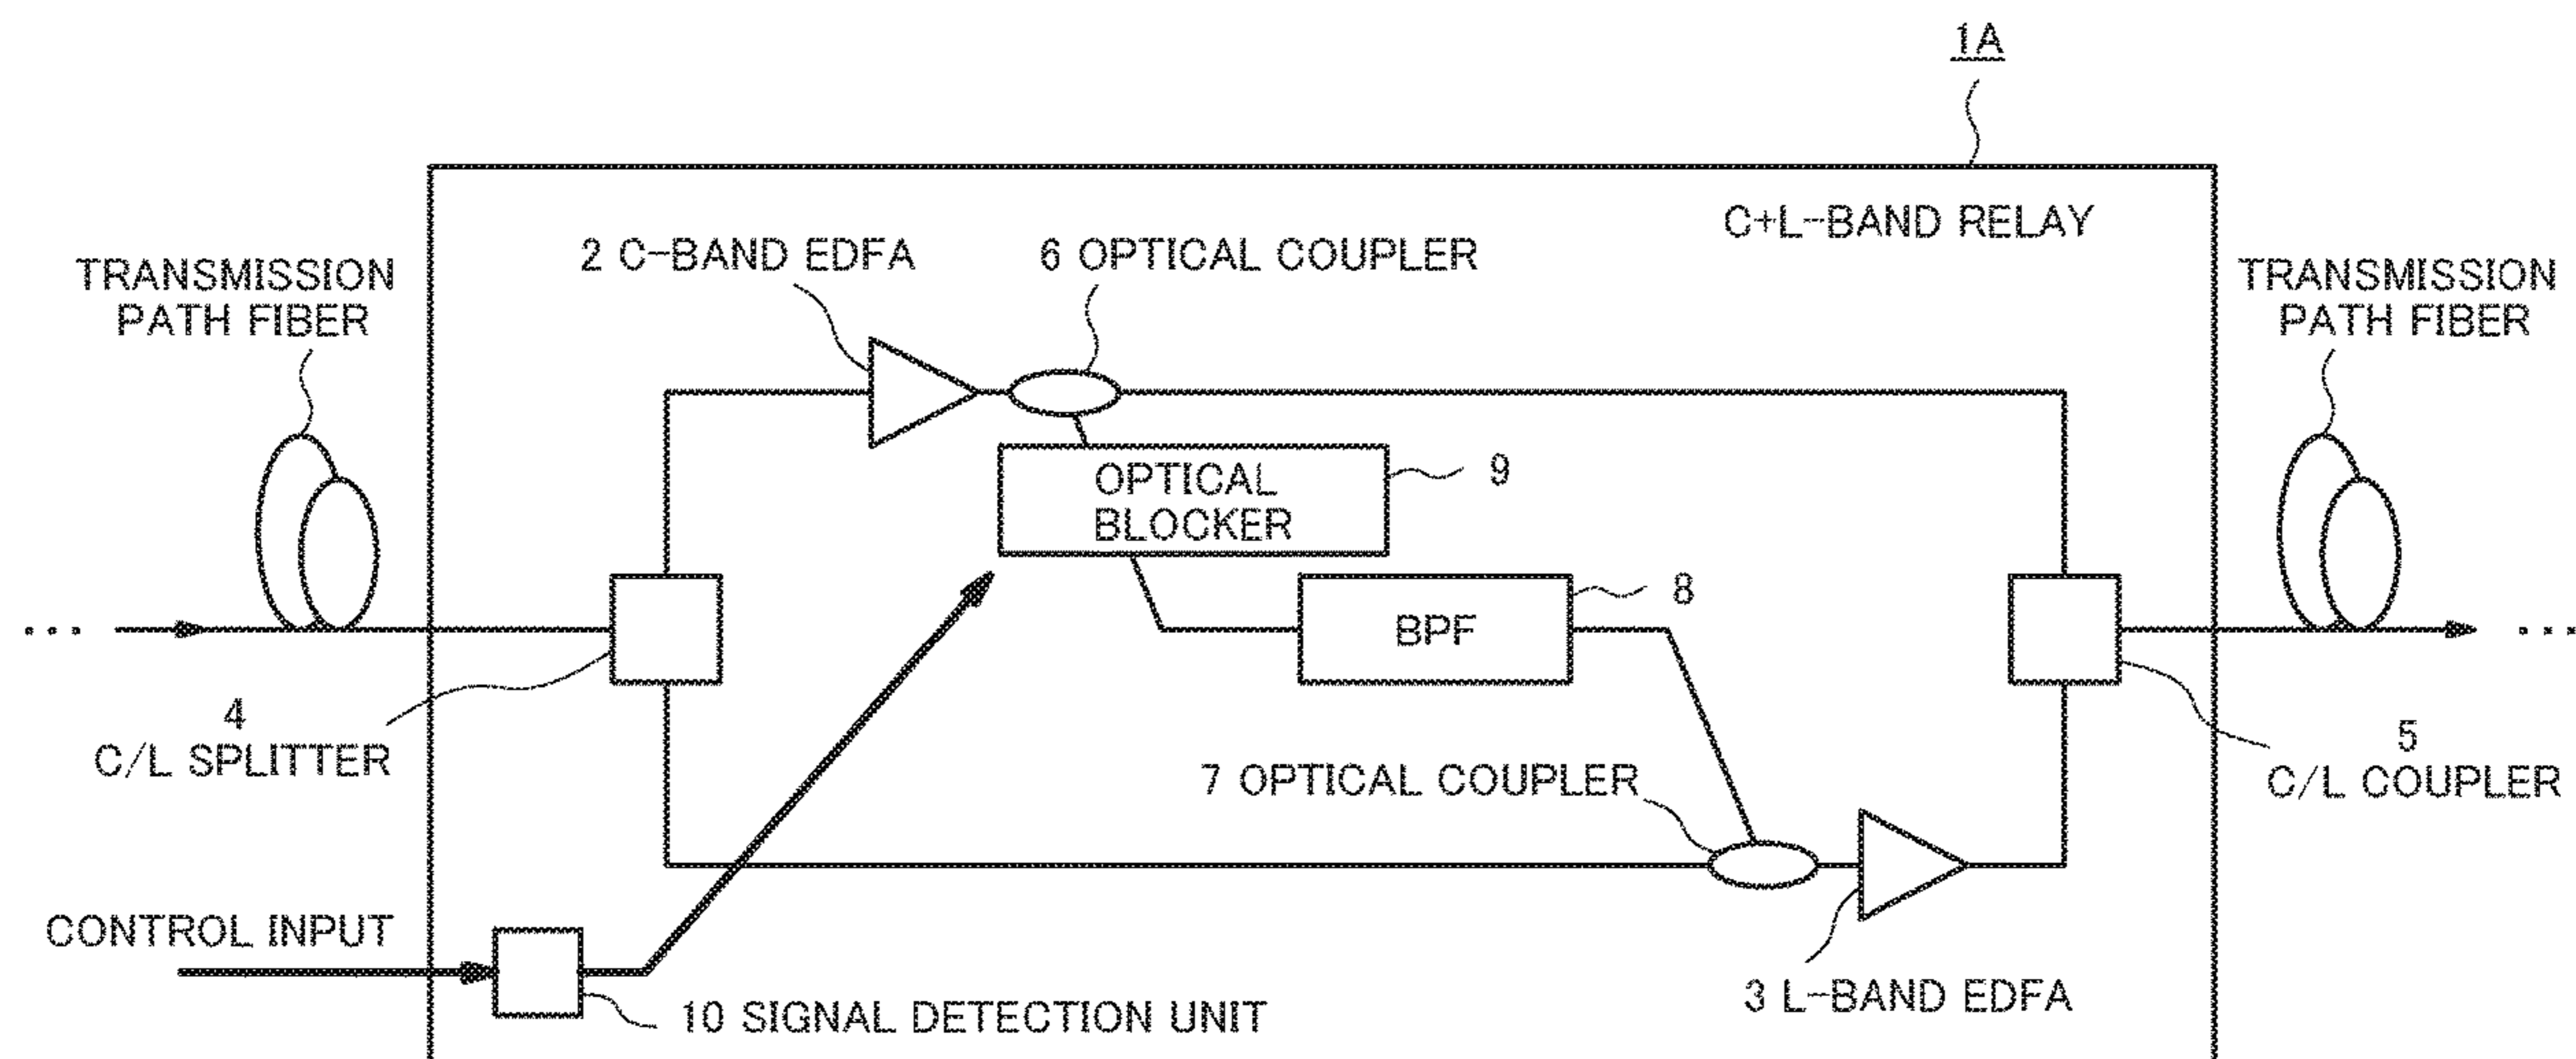 1A
C+L-BAND RELAY
2 C-BAND EDFA
6 OPTICAL COUPLER
TRANSMISSION
PATH FIBER
TRANSMISSION
PATH FIBER
OPTICAL
BLOCKER
9
8
BPF
...
...
4
C/L SPLITTER
5
C/L COUPLER
7 OPTICAL COUPLER
CONTROL INPUT
3 L-BAND EDFA
10 SIGNAL DETECTION UNIT